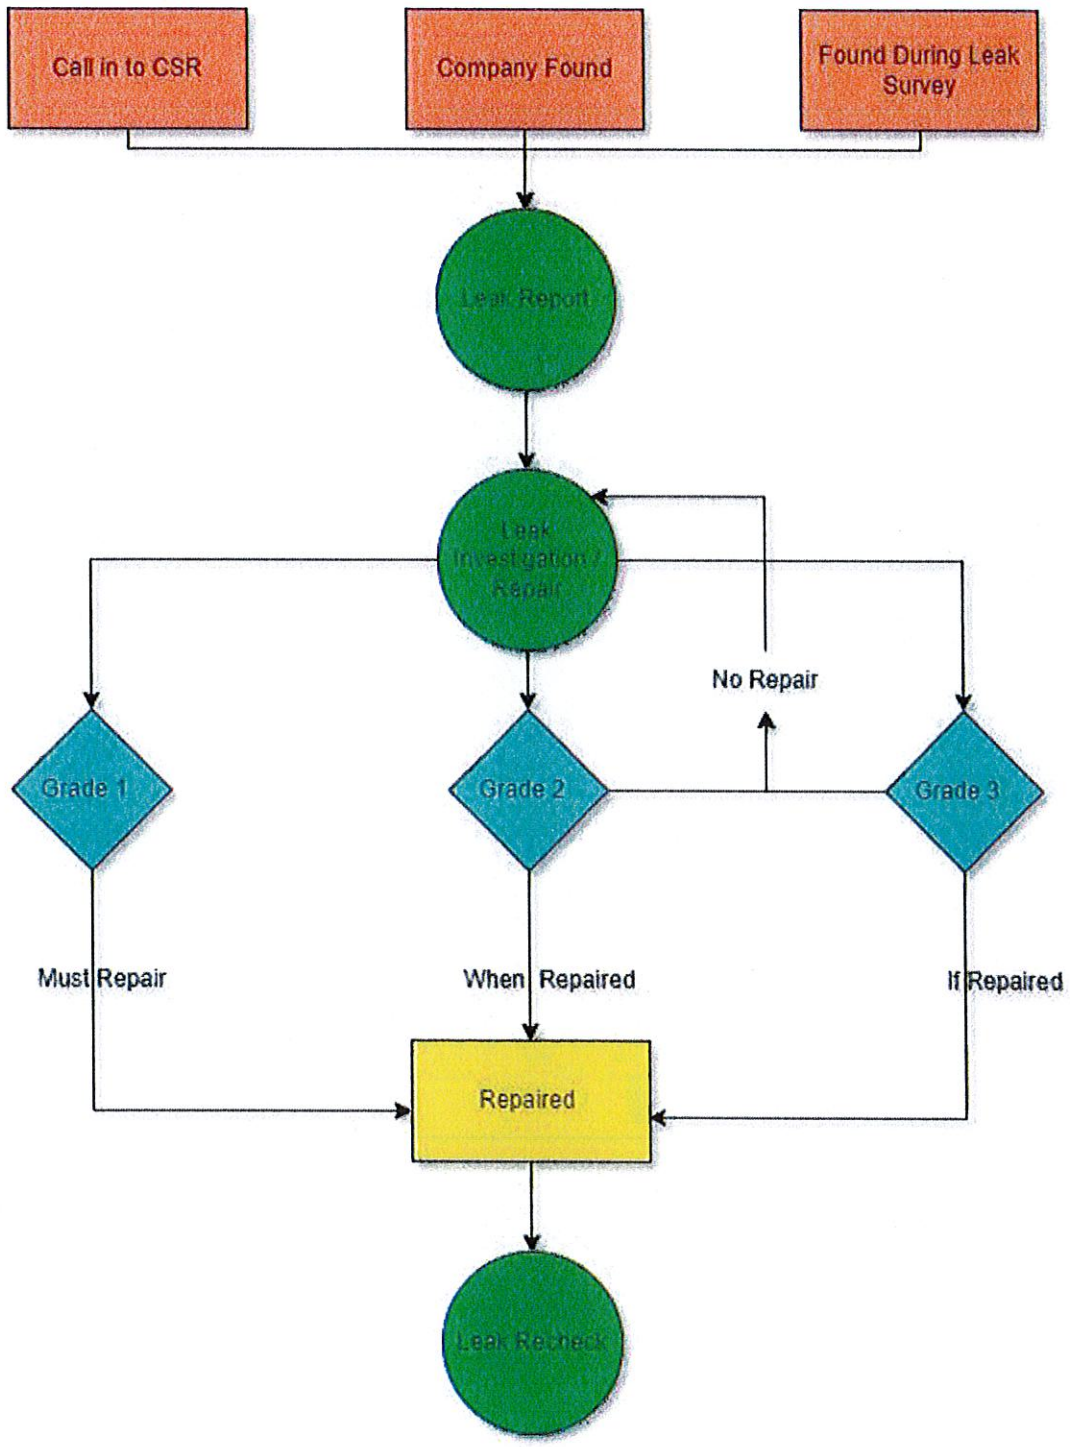 Call in to CSR
Company Found
Found During Leak
Survey
Leak Report
Leak
Investigation /
Repair
No Repair
Grade 1
Grade 2
Grade 3
Must Repair
When Repaired
If Repaired
Repaired
Leak Recheck